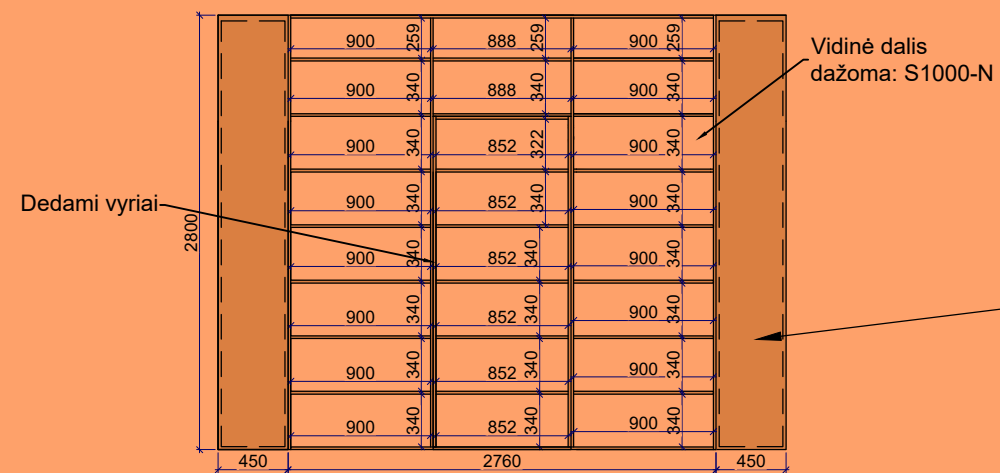 900 259 888 259 900 259
Vidinė dalis
dažoma: S1000-N
900 340 888 340 900 340
900 340 852 322 900 340
900 340 852 340 900 340
Dedami vyriai
2800
900 340 852 340 900 340
900 340 852 340 900 340
900 340 852 340 900 340
900 340 852 340 900 340
450 2760 450